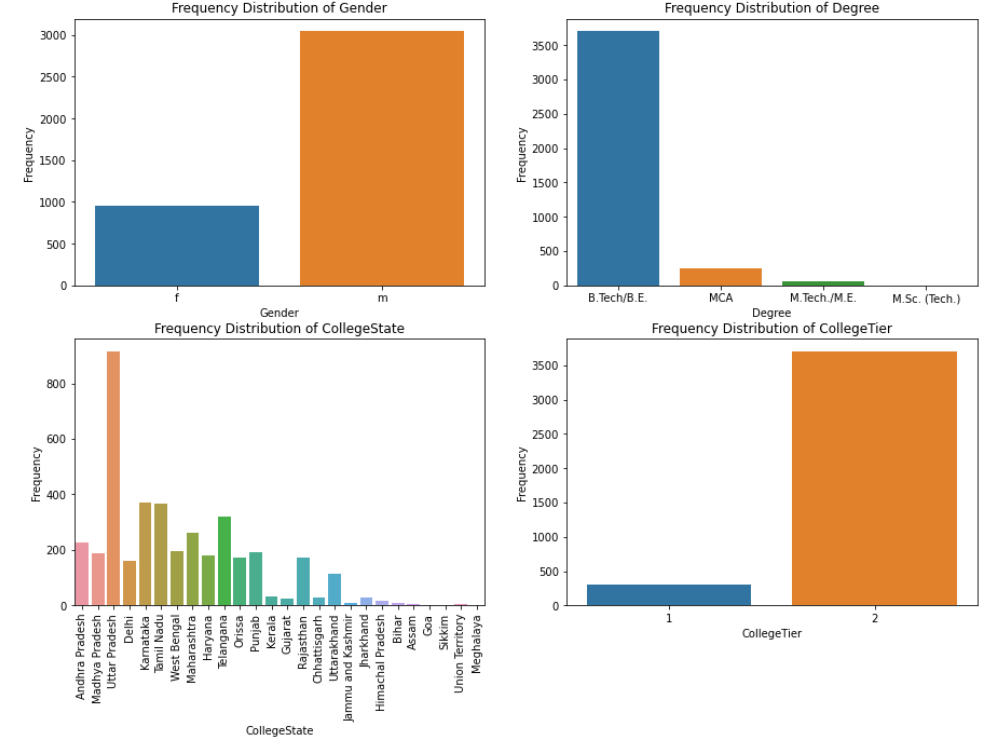 Frequency Distribution of Gender
Frequency
3000
2500
2000
1500
1000
500
0
f
m
Gender
Frequency Distribution of Degree
Frequency
3500
3000
2500
2000
1500
1000
500
0
B.Tech/B.E.
MCA
M.Tech./M.E.
M.Sc. (Tech.)
Degree
Frequency Distribution of CollegeState
Frequency
800
600
400
200
0
Andhra Pradesh
Madhya Pradesh
Uttar Pradesh
Delhi
Karnataka
Tamil Nadu
West Bengal
Maharashtra
Haryana
Telangana
Orissa
Punjab
Kerala
Gujarat
Rajasthan
Chhattisgarh
Uttarakhand
Jammu and Kashmir
Jharkhand
Himachal Pradesh
Bihar
Assam
Goa
Sikkim
Union Territory
Meghalaya
CollegeState
Frequency Distribution of CollegeTier
Frequency
3500
3000
2500
2000
1500
1000
500
0
1
2
CollegeTier